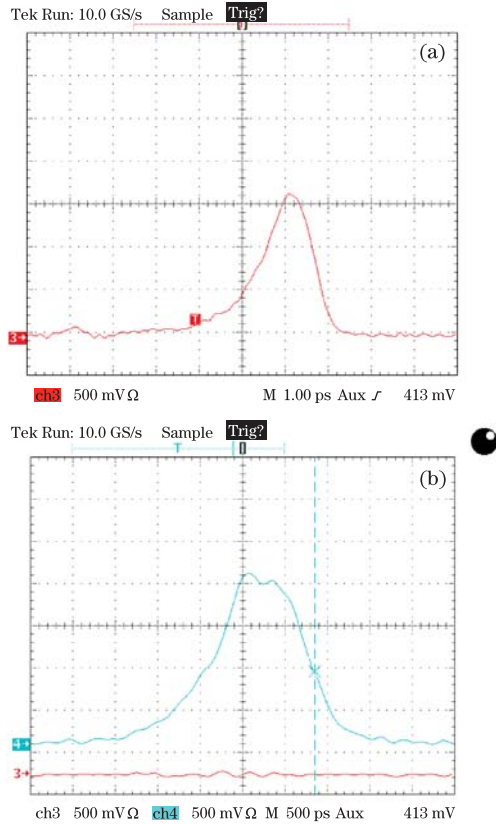 Tek Run: 10.0 GS/s Sample Trig?
(a)
T
3→
ch3 500 mV Ω M 1.00 ps Aux ƒ 413 mV
Tek Run: 10.0 GS/s Sample Trig?
T
(b)
4→
3→
ch3 500 mV Ω ch4 500 mV Ω M 500 ps Aux 413 mV